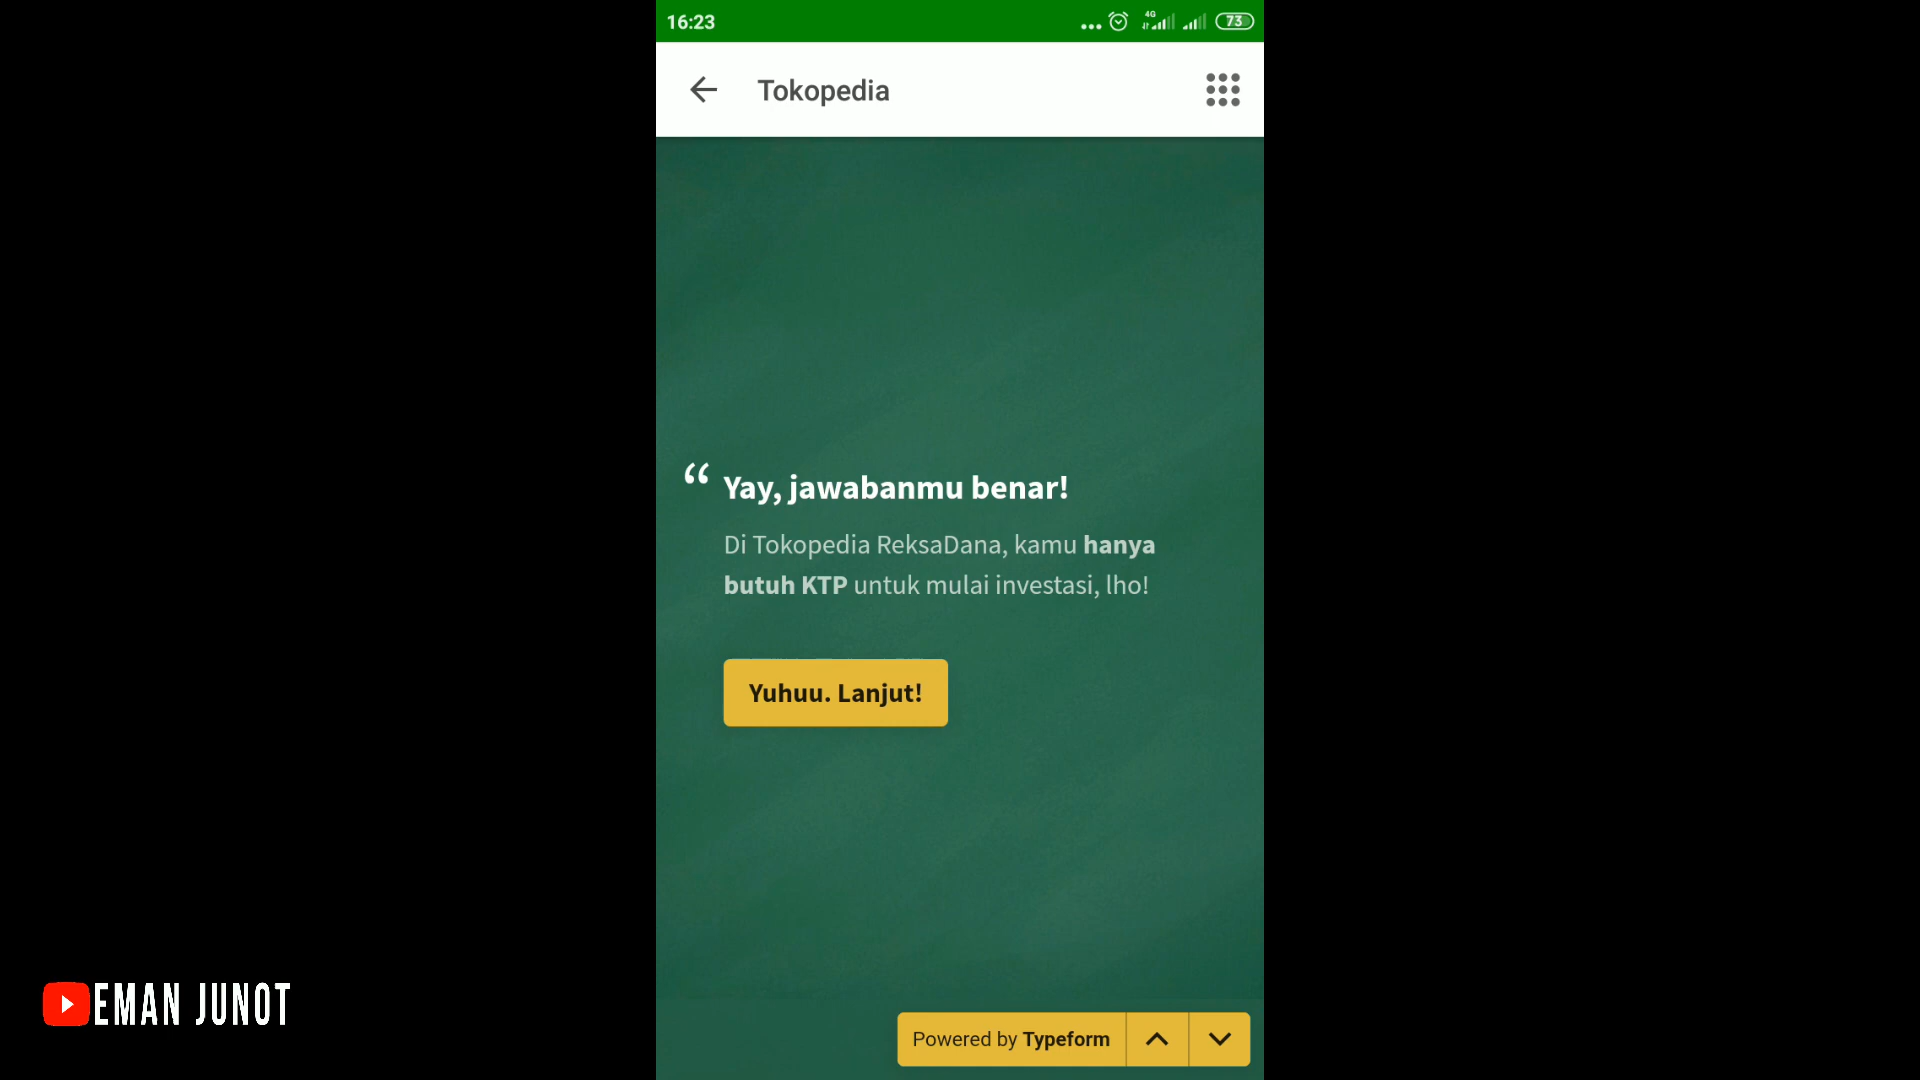 16:23
4G
73
Tokopedia
“ Yay, jawabanmu benar!
Di Tokopedia ReksaDana, kamu hanya
butuh KTP untuk mulai investasi, lho!
Yuhuu. Lanjut!
EMAN JUNOT
Powered by Typeform